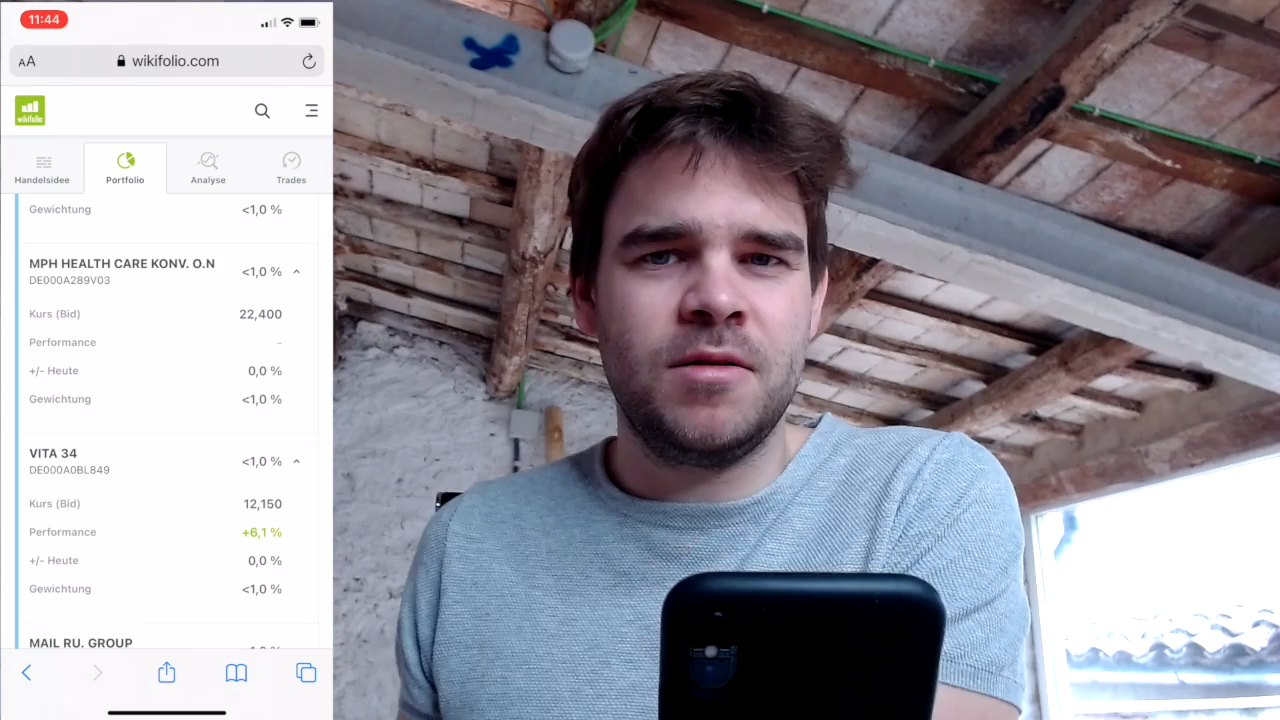 11:44
AA wikifolio.com
wikifolio
Handelsidee Portfolio Analyse Trades
Gewichtung <1,0 %
MPH HEALTH CARE KONV. O.N <1,0 %
DE000A289V03
Kurs (Bid) 22,400
Performance –
+/- Heute 0,0 %
Gewichtung <1,0 %
VITA 34 <1,0 %
DE000A0BL849
Kurs (Bid) 12,150
Performance +6,1 %
+/- Heute 0,0 %
Gewichtung <1,0 %
MAIL RU. GROUP